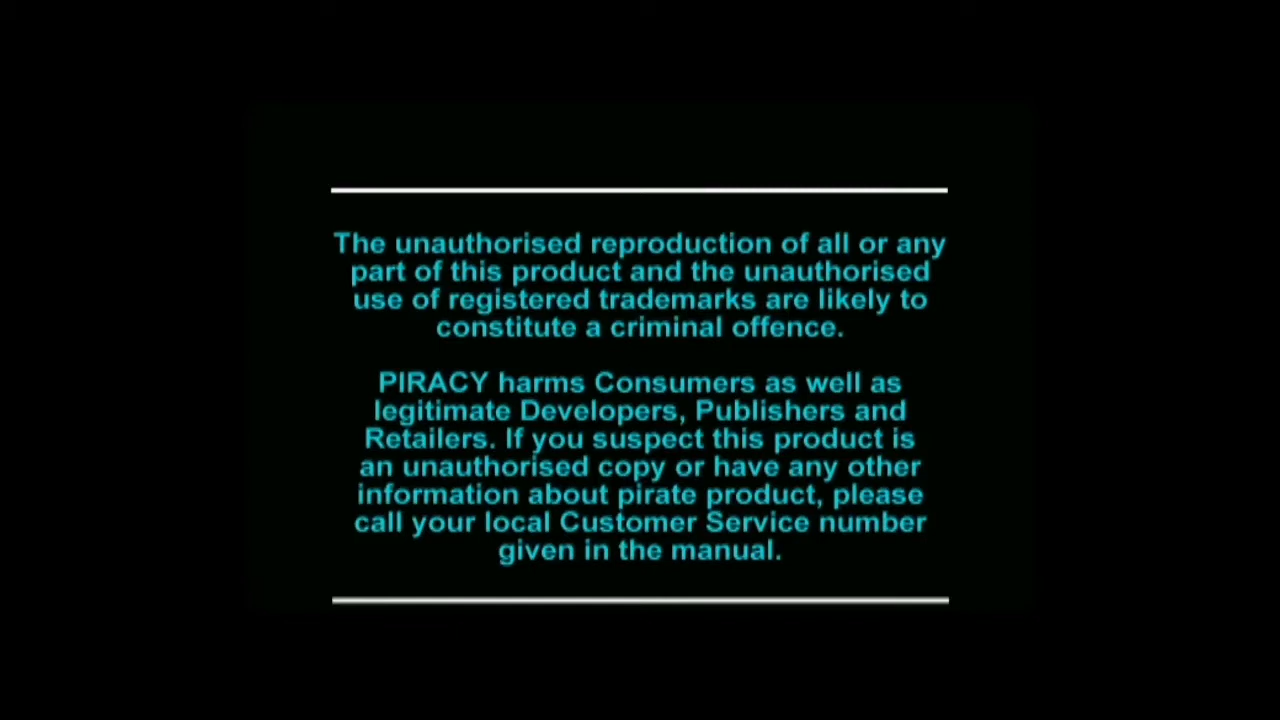 The unauthorised reproduction of all or any
part of this product and the unauthorised
use of registered trademarks are likely to
constitute a criminal offence.
PIRACY harms Consumers as well as
legitimate Developers, Publishers and
Retailers. If you suspect this product is
an unauthorised copy or have any other
information about pirate product, please
call your local Customer Service number
given in the manual.